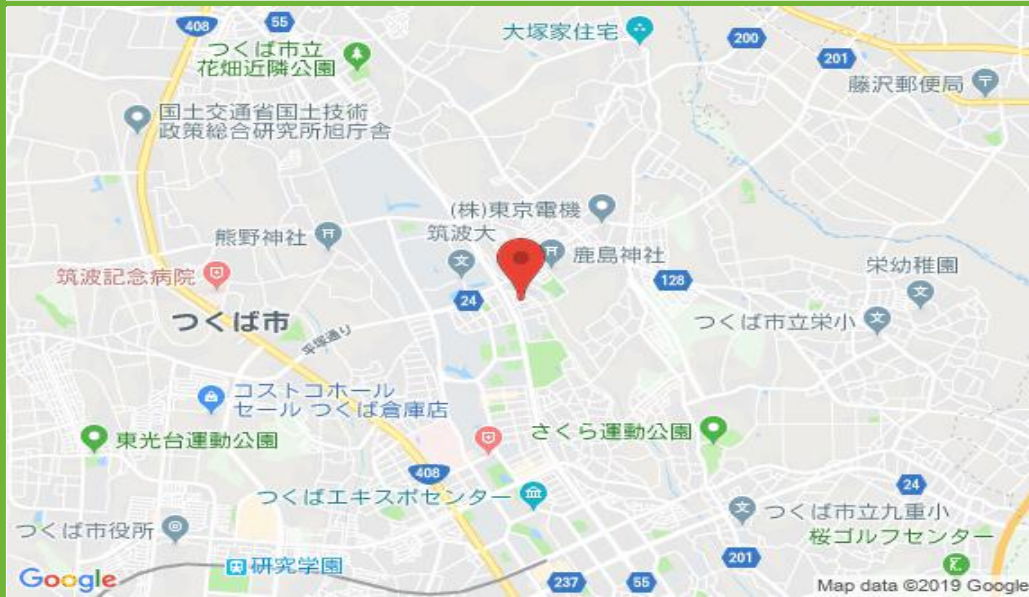 408
55
つくば市立
花畑近隣公園
大塚家住宅
200
201
藤沢郵便局
国土交通省国土技術
政策総合研究所旭庁舎
(株)東京電機
熊野神社
筑波大
鹿島神社
筑波記念病院
24
128
栄幼稚園
つくば市
平塚通り
つくば市立栄小
コストコホール
セール つくば倉庫店
東光台運動公園
さくら運動公園
408
つくばエキスポセンター
24
つくば市役所
つくば市立九重小
桜ゴルフセンター
研究学園
201
Google
237
55
Map data ©2019 Google